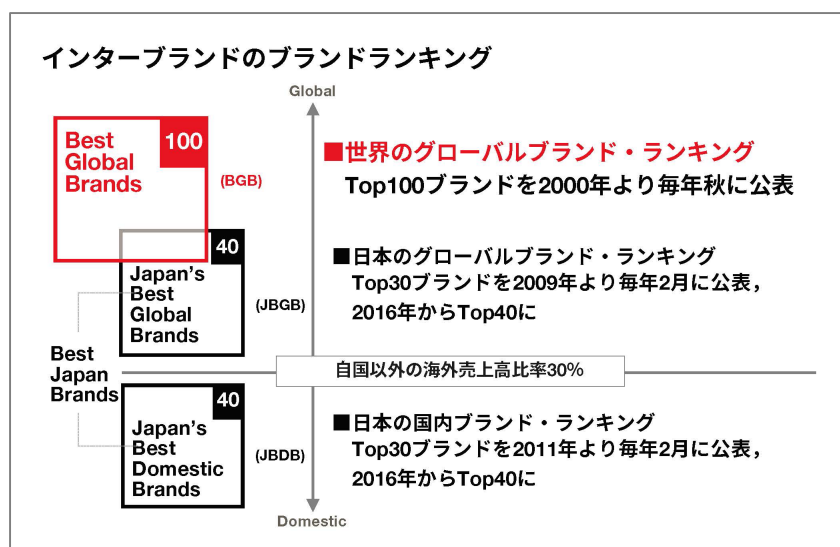 インターブランドのブランドランキング
Global
Best
Global
Brands
100
(BGB)
■世界のグローバルブランド・ランキング
Top100ブランドを2000年より毎年秋に公表
40
Japan's
Best
Global
Brands
(JBGB)
■日本のグローバルブランド・ランキング
Top30ブランドを2009年より毎年2月に公表，
2016年からTop40に
Best
Japan
Brands
自国以外の海外売上高比率30%
40
Japan's
Best
Domestic
Brands
(JBDB)
■日本の国内ブランド・ランキング
Top30ブランドを2011年より毎年2月に公表，
2016年からTop40に
Domestic